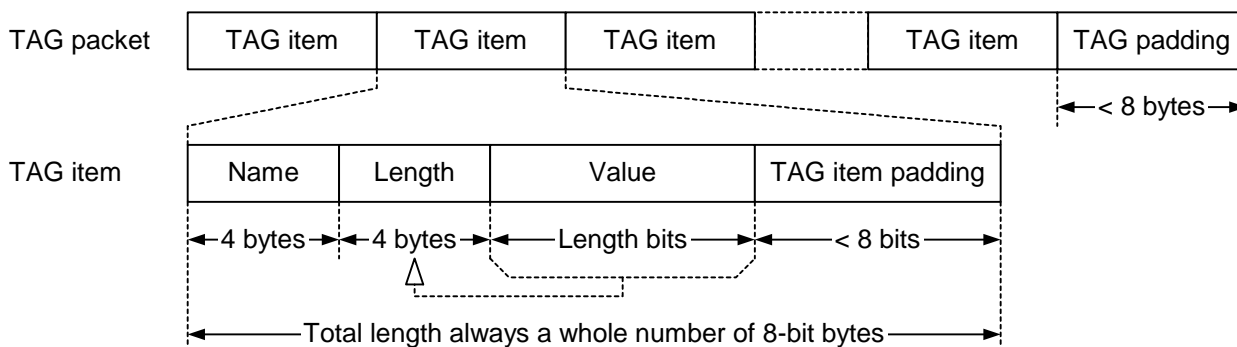 TAG packet TAG item TAG item TAG item TAG item TAG padding
< 8 bytes
TAG item Name Length Value TAG item padding
4 bytes 4 bytes Length bits < 8 bits
Total length always a whole number of 8-bit bytes